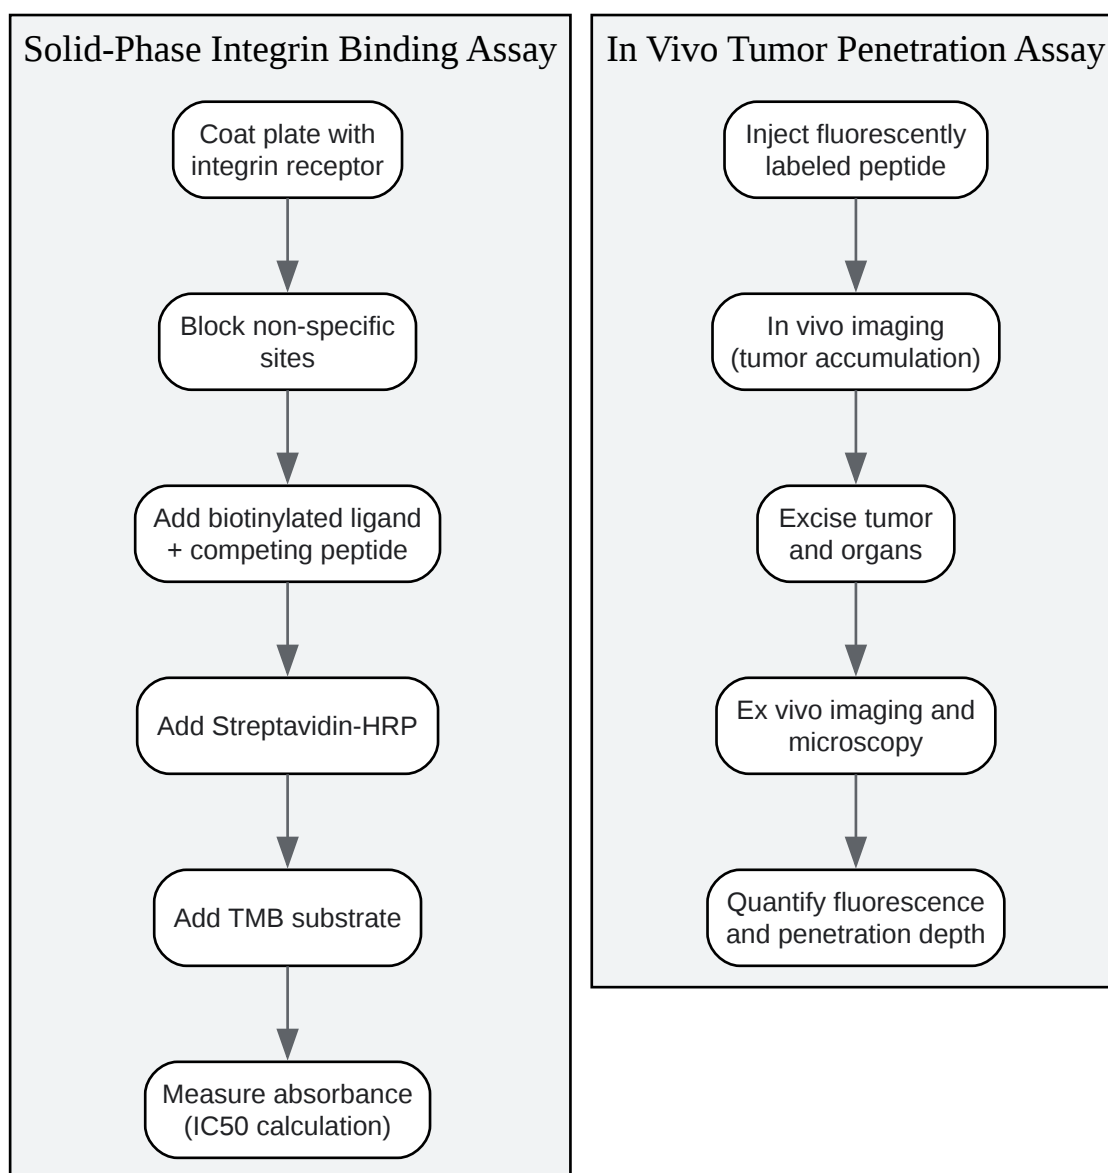 Solid-Phase Integrin Binding Assay
Coat plate with
integrin receptor
Block non-specific
sites
Add biotinylated ligand
+ competing peptide
Add Streptavidin-HRP
Add TMB substrate
Measure absorbance
(IC50 calculation)
In Vivo Tumor Penetration Assay
Inject fluorescently
labeled peptide
In vivo imaging
(tumor accumulation)
Excise tumor
and organs
Ex vivo imaging and
microscopy
Quantify fluorescence
and penetration depth